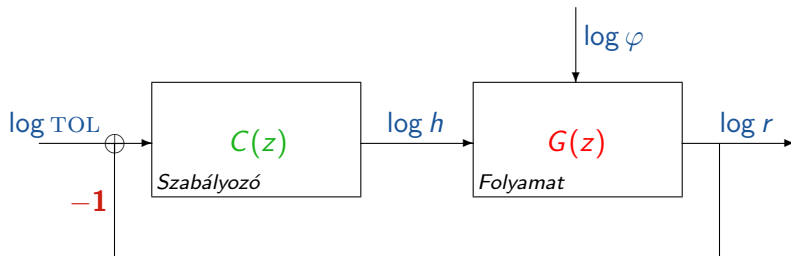 log φ
log TOL
C(z)
log h
G(z)
log r
Szabályozó
Folyamat
−1